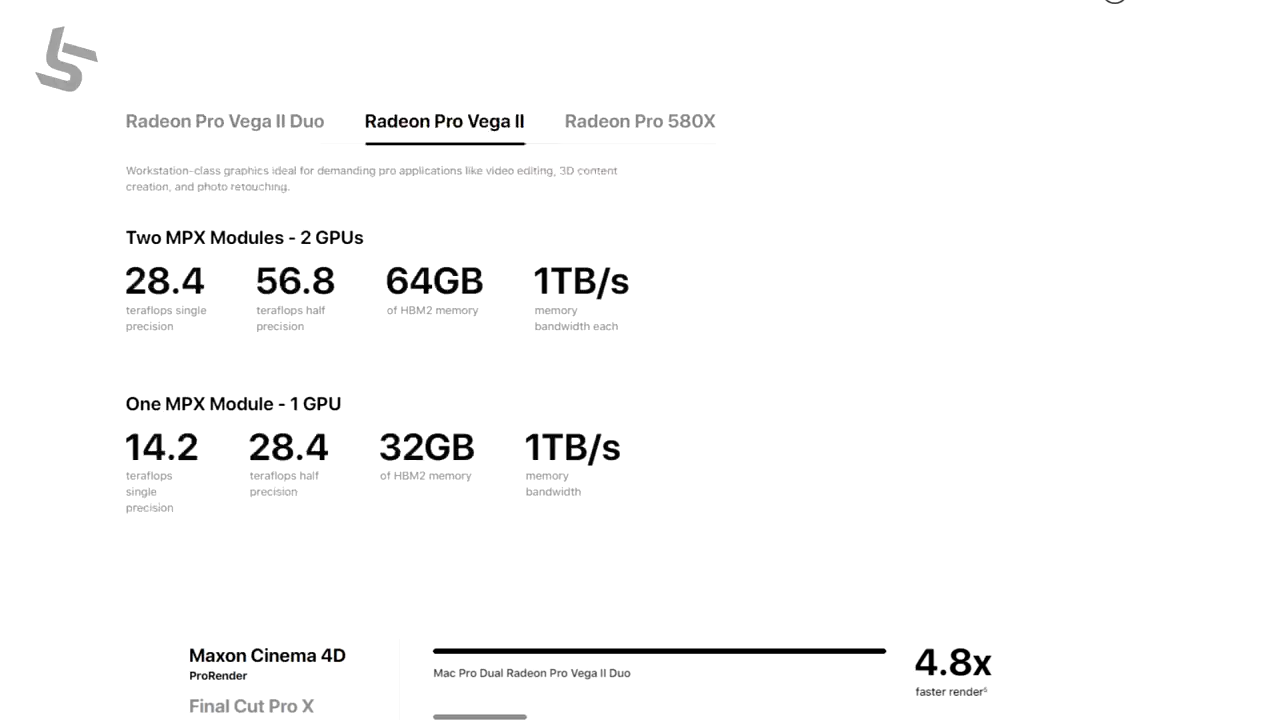 Radeon Pro Vega II Duo Radeon Pro Vega II Radeon Pro 580X
Workstation-class graphics ideal for demanding pro applications like video editing, 3D content
creation, and photo retouching.
Two MPX Modules - 2 GPUs
28.4 56.8 64GB 1TB/s
teraflops single teraflops half of HBM2 memory memory
precision precision bandwidth each
One MPX Module - 1 GPU
14.2 28.4 32GB 1TB/s
teraflops teraflops half of HBM2 memory memory
single precision bandwidth
precision
Maxon Cinema 4D 4.8x
ProRender Mac Pro Dual Radeon Pro Vega II Duo
faster render⁵
Final Cut Pro X